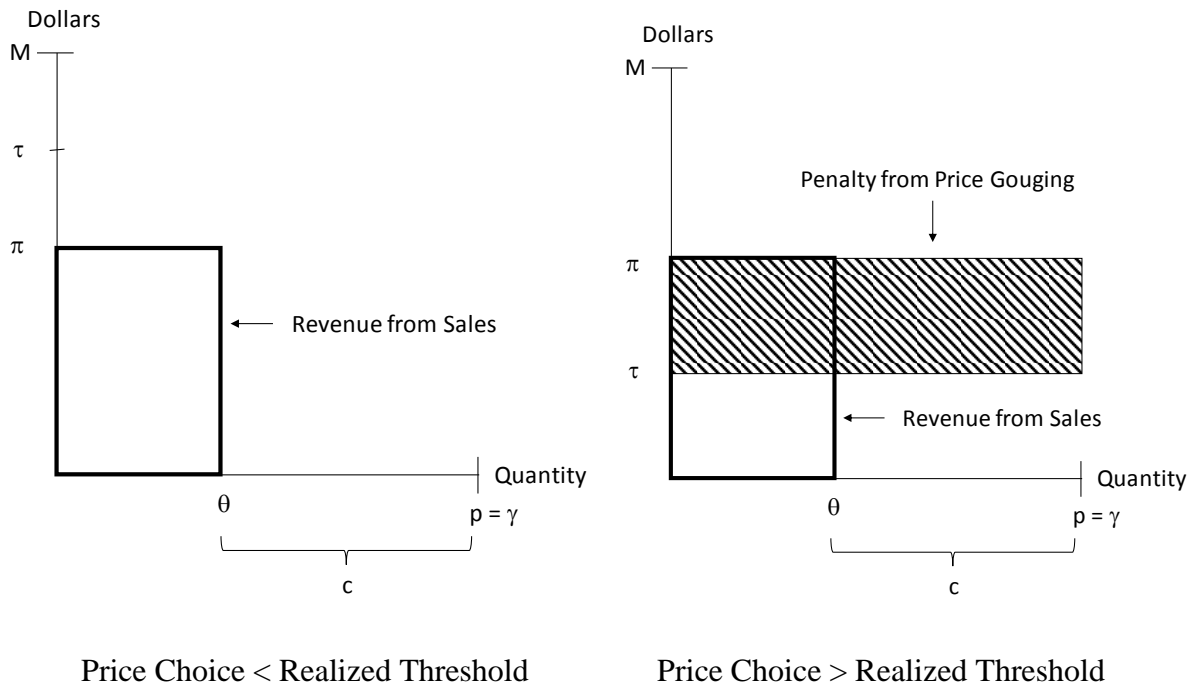 Dollars
M
τ
π
Revenue from Sales
Quantity
θ
p = γ
c
Price Choice < Realized Threshold
Dollars
M
Penalty from Price Gouging
π
τ
Revenue from Sales
Quantity
θ
p = γ
c
Price Choice > Realized Threshold